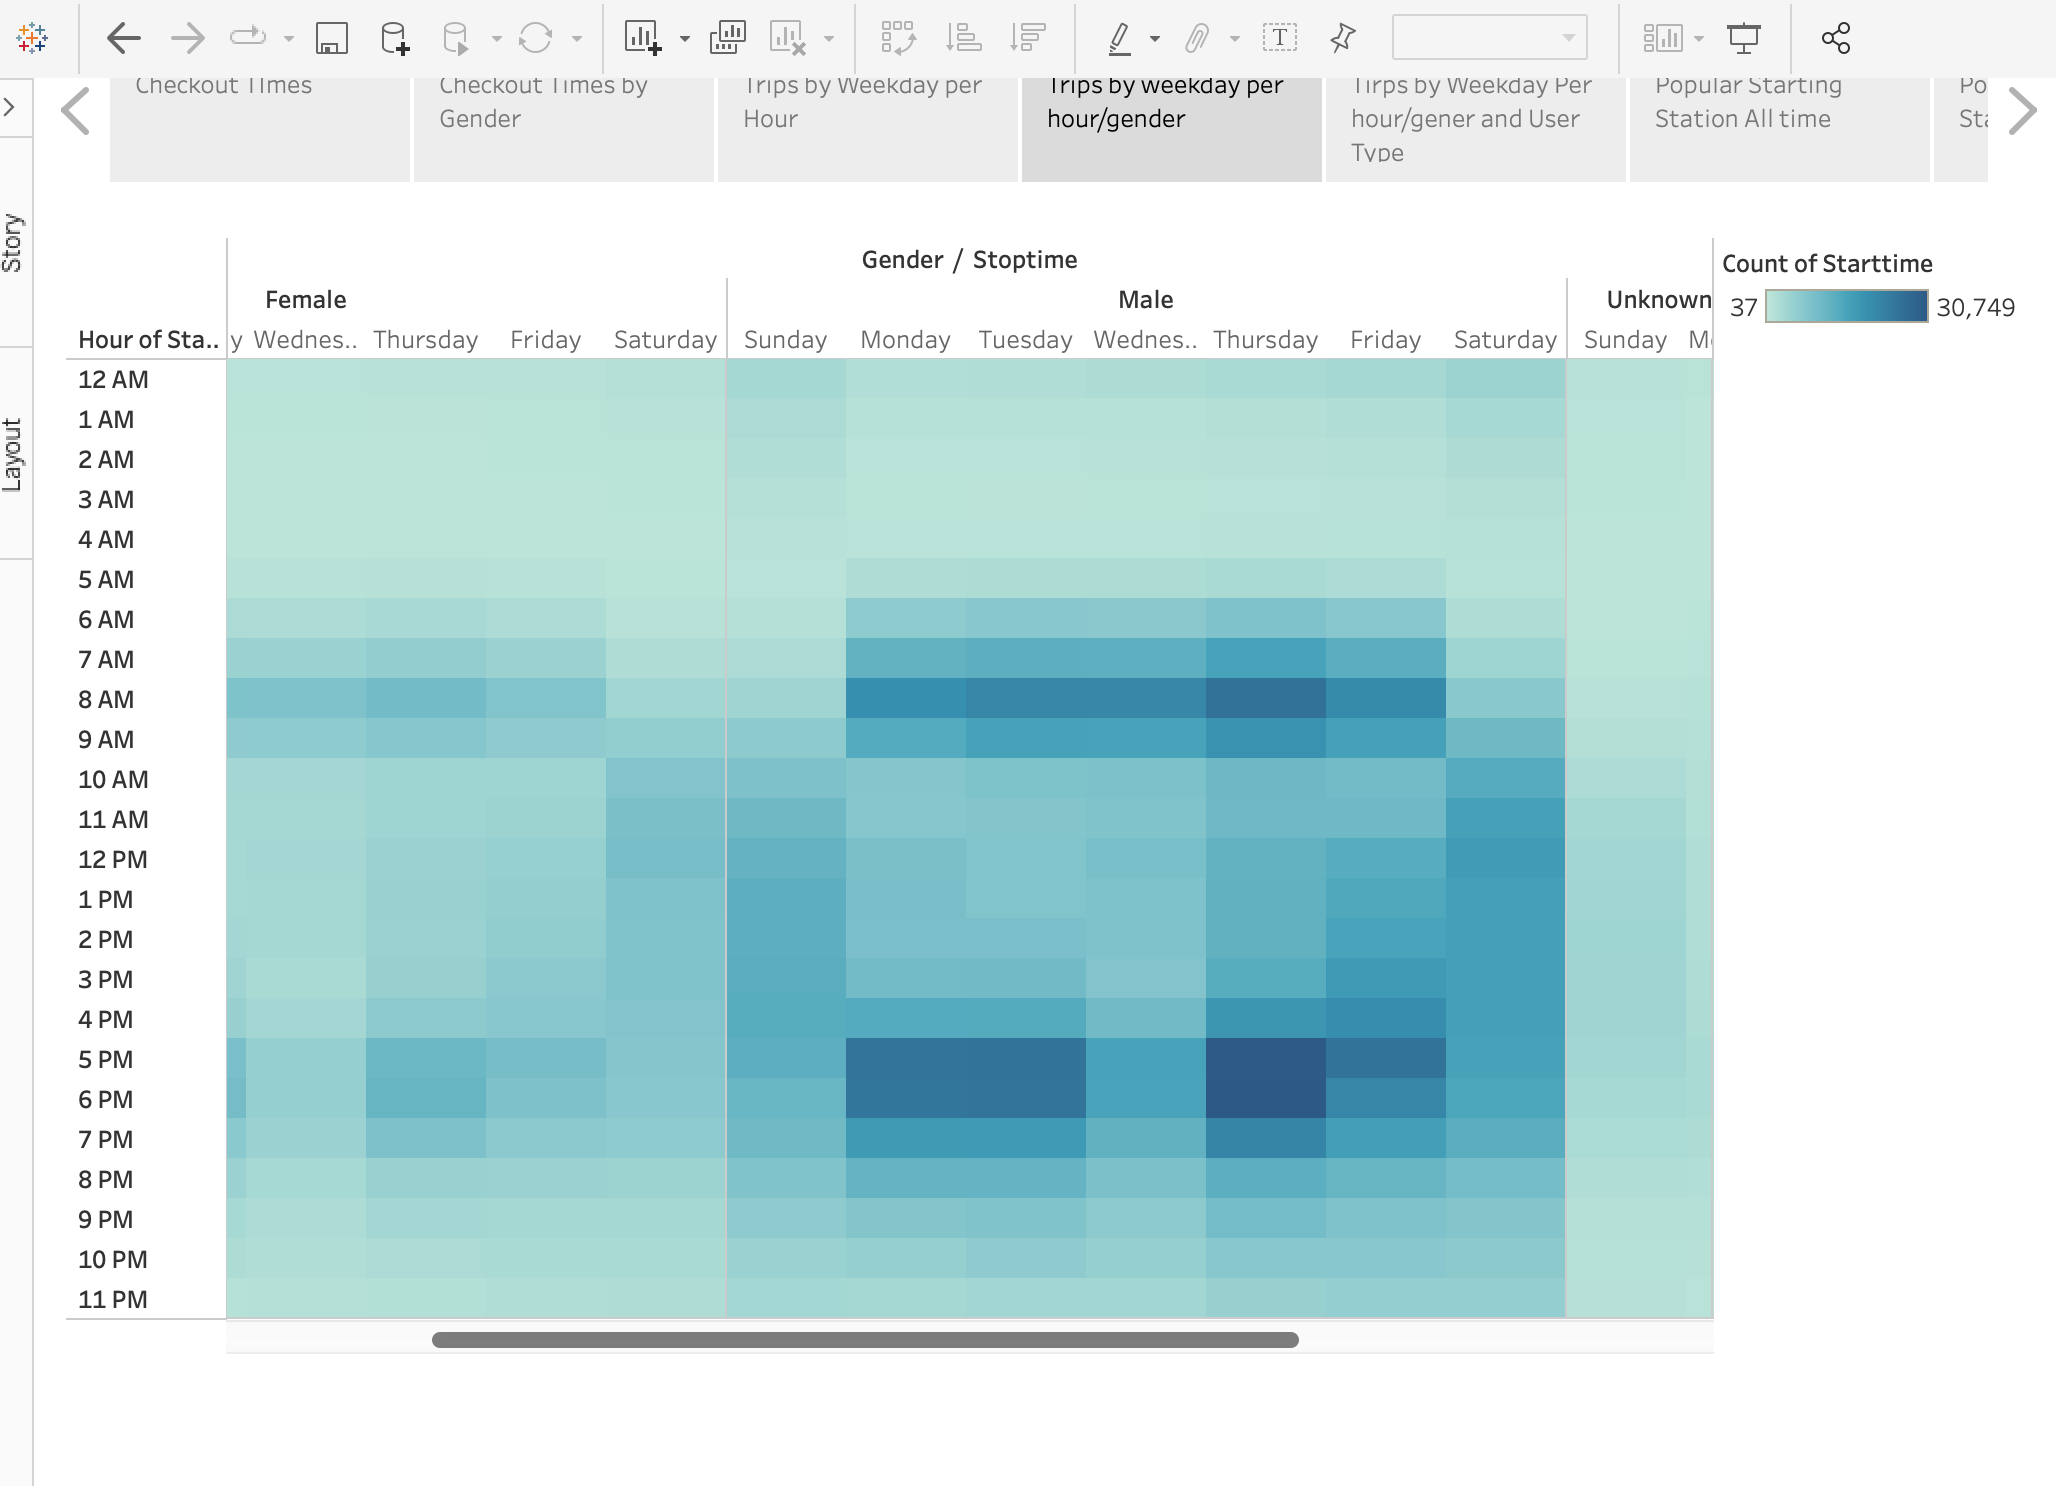 Checkout TImes
Checkout Times by
Gender
Trips by Weekday per
Hour
Trips by weekday per
hour/gender
Tirps by Weekday Per
hour/gener and User
Type
Popular Starting
Station All time
Po
Sta
Story
Layout
T
Gender / Stoptime
Female
Male
Unknown
Hour of Sta..
y Wednes.. Thursday Friday Saturday Sunday Monday Tuesday Wednes.. Thursday Friday Saturday Sunday Mo
Count of Starttime
37 30,749
12 AM
1 AM
2 AM
3 AM
4 AM
5 AM
6 AM
7 AM
8 AM
9 AM
10 AM
11 AM
12 PM
1 PM
2 PM
3 PM
4 PM
5 PM
6 PM
7 PM
8 PM
9 PM
10 PM
11 PM